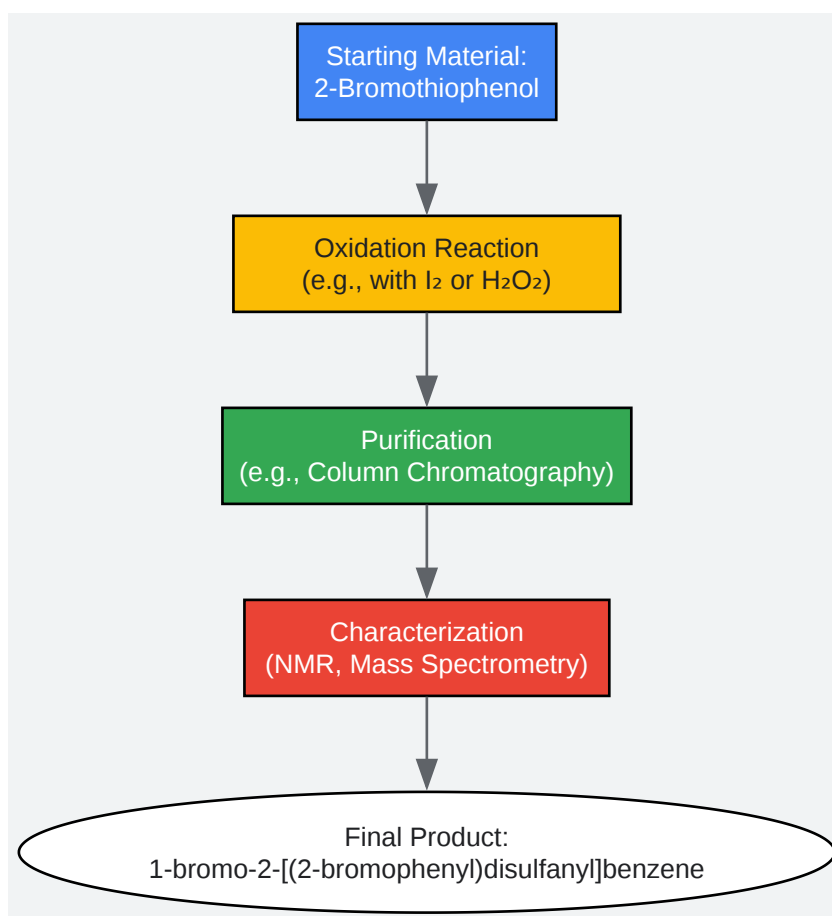 Starting Material:
2-Bromothiophenol
Oxidation Reaction
(e.g., with I₂ or H₂O₂)
Purification
(e.g., Column Chromatography)
Characterization
(NMR, Mass Spectrometry)
Final Product:
1-bromo-2-[(2-bromophenyl)disulfanyl]benzene